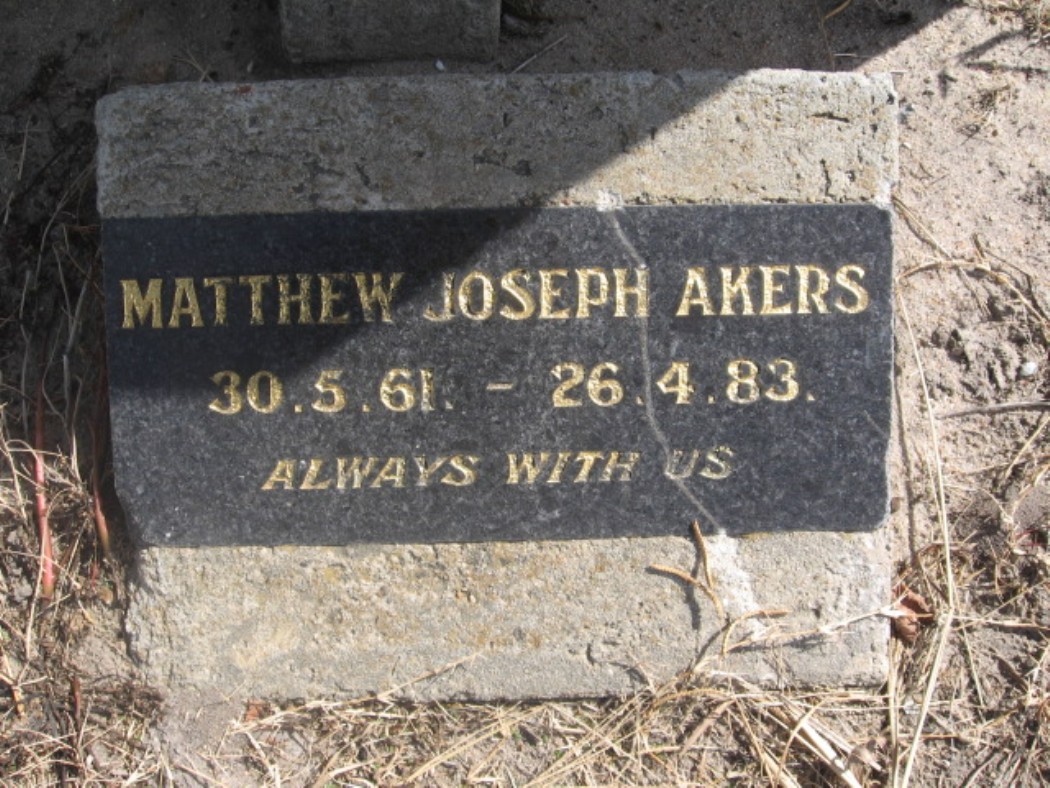 MATTHEW JOSEPH AKERS
30.5.61. - 26.4.83.
ALWAYS WITH US